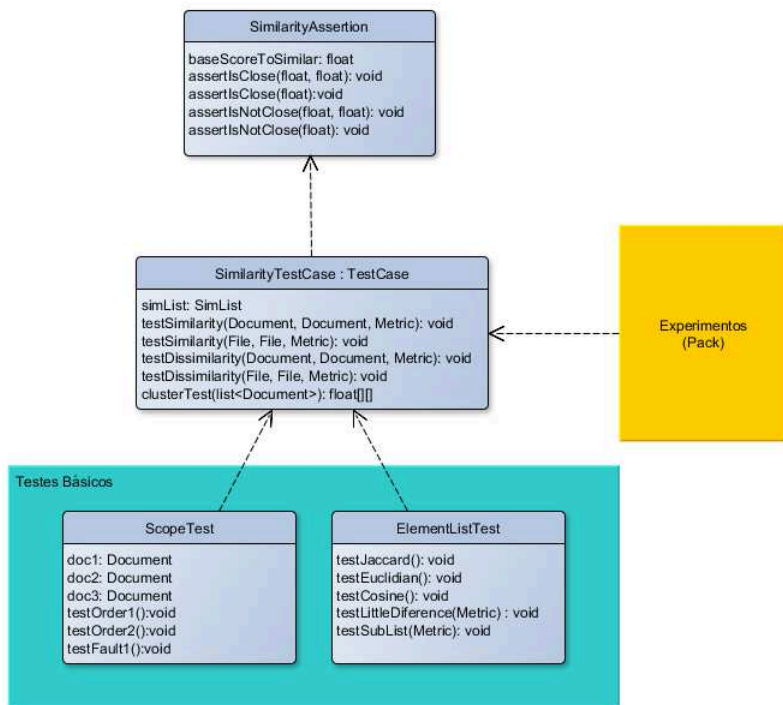 SimilarityAssertion
baseScoreToSimilar: float
assertIsClose(float, float): void
assertIsClose(float):void
assertIsNotClose(float, float): void
assertIsNotClose(float): void
SimilarityTestCase : TestCase
simList: SimList
testSimilarity(Document, Document, Metric): void
testSimilarity(File, File, Metric): void
testDissimilarity(Document, Document, Metric): void
testDissimilarity(File, File, Metric): void
clusterTest(list<Document>): float[][]
Experimentos
(Pack)
Testes Básicos
ScopeTest
doc1: Document
doc2: Document
doc3: Document
testOrder1():void
testOrder2():void
testFault1():void
ElementListTest
testJaccard(): void
testEuclidian(): void
testCosine(): void
testLittleDiference(Metric) : void
testSubList(Metric): void